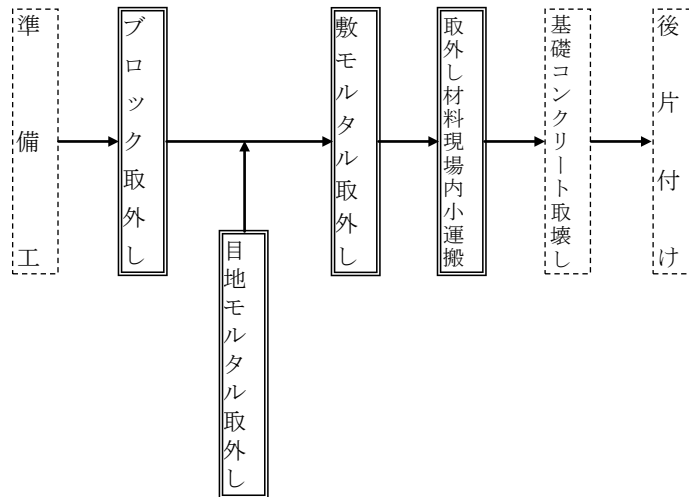 準備工
ブロック取外し
目地モルタル取外し
敷モルタル取外し
取外し材料現場内小運搬
基礎コンクリート取壊し
後片付け